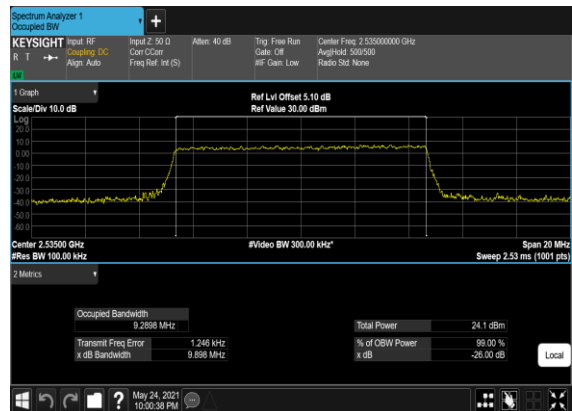 Spectrum Analyzer 1
Occupied BW
KEYSIGHT Input: RF Input Z: 50 Ω Atten: 40 dB Trig: Free Run Center Freq: 2.535000000 GHz
R T Coupling: DC Corr CCorr Gate: Off Avg|Hold: 500/500
Align: Auto Freq Ref: Int (S) #IF Gain: Low Radio Std: None
1 Graph
Ref Lvl Offset 5.10 dB
Scale/Div 10.0 dB Ref Value 30.00 dBm
Log
20.0
10.0
0.00
-10.0
-20.0
-30.0
-40.0
-50.0
-60.0
Center 2.53500 GHz #Video BW 300.00 kHz* Span 20 MHz
#Res BW 100.00 kHz Sweep 2.53 ms (1001 pts)
2 Metrics
Occupied Bandwidth
9.2898 MHz Total Power 24.1 dBm
Transmit Freq Error 1.246 kHz % of OBW Power 99.00 %
x dB Bandwidth 9.898 MHz x dB -26.00 dB
Local
? May 24, 2021
10:00:38 PM